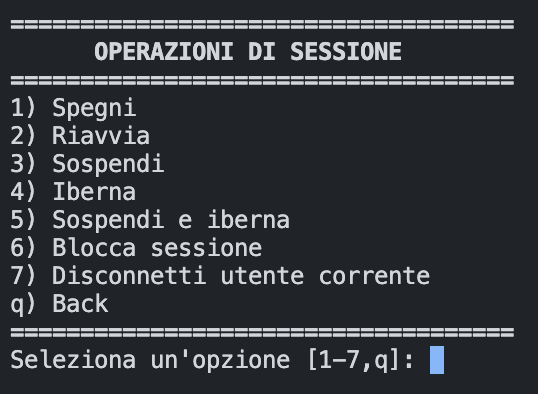 ====================================
OPERAZIONI DI SESSIONE
====================================
1) Spegni
2) Riavvia
3) Sospendi
4) Iberna
5) Sospendi e iberna
6) Blocca sessione
7) Disconnetti utente corrente
q) Back
====================================
Seleziona un'opzione [1-7,q]: